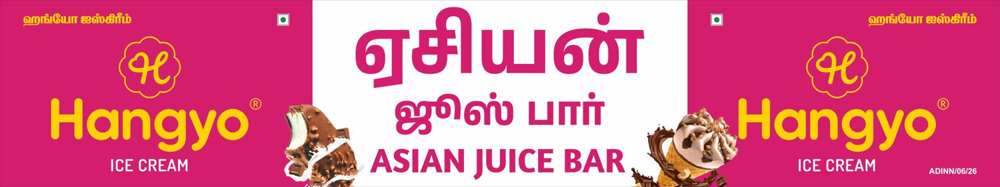 ஹங்யோ ஐஸ்கிரீம்
H
Hangyo®
ICE CREAM
ஏசியன்
ஜூஸ் பார்
ASIAN JUICE BAR
ஹங்யோ ஐஸ்கிரீம்
H
Hangyo®
ICE CREAM
ADINN/06/26